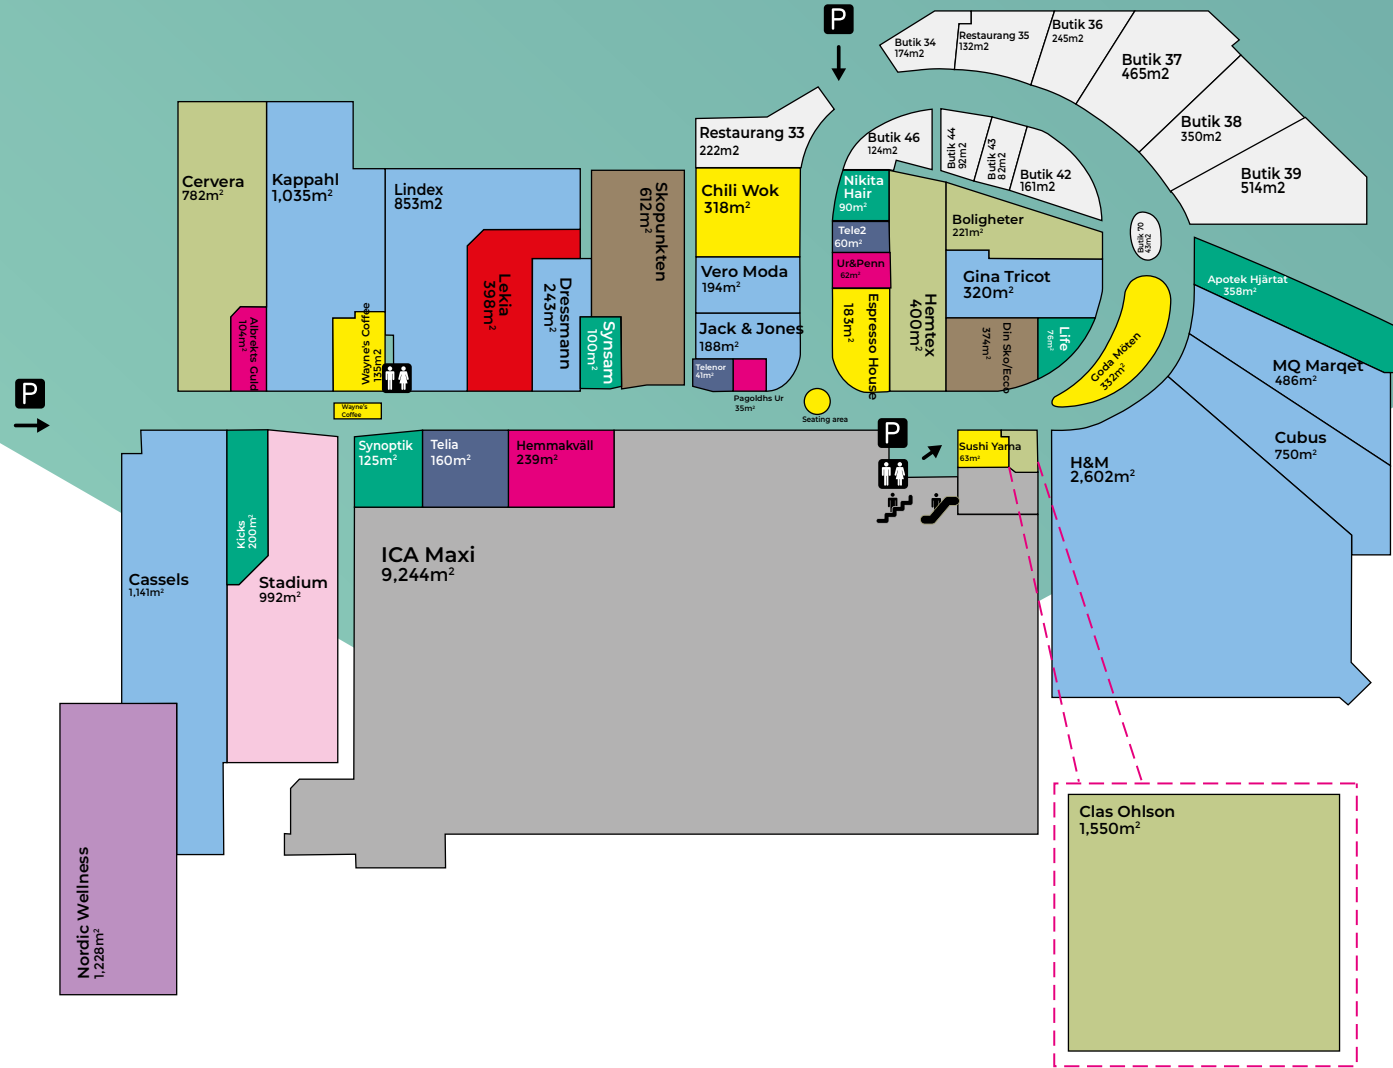 P
Butik 34
174m2
Restaurang 35
132m2
Butik 36
245m2
Butik 37
465m2
Butik 38
350m2
Butik 39
514m2
Restaurang 33
222m2
Butik 46
124m2
Butik 44
92m2
Butik 43
82m2
Butik 42
161m2
Butik 70
43m2
Cervera
782m²
Kappahl
1,035m²
Lindex
853m2
Skopunkten
612m²
Chili Wok
318m²
Nikita
Hair
90m²
Tele2
60m²
Ur&Penn
62m²
Boligheter
221m²
Gina Tricot
320m²
Vero Moda
194m²
Jack & Jones
188m²
Telenor
41m²
Pagoldhs Ur
35m²
Espresso House
183m²
Hemtex
400m²
Din Sko/Ecco
374m²
Life
76m²
Goda Möten
332m²
Apotek Hjärtat
358m²
MQ Marqet
486m²
Cubus
750m²
H&M
2,602m²
Albrekts Guld
104m²
Wayne's Coffee
135m2
Lekia
398m²
Dressmann
243m²
Synsam
100m²
P
Wayne's
Coffee
Seating area
P
Sushi Yama
63m²
Synoptik
125m²
Telia
160m²
Hemmakväll
239m²
Kicks
200m²
Cassels
1,141m²
Stadium
992m²
ICA Maxi
9,244m²
Nordic Wellness
1,228m²
Clas Ohlson
1,550m²